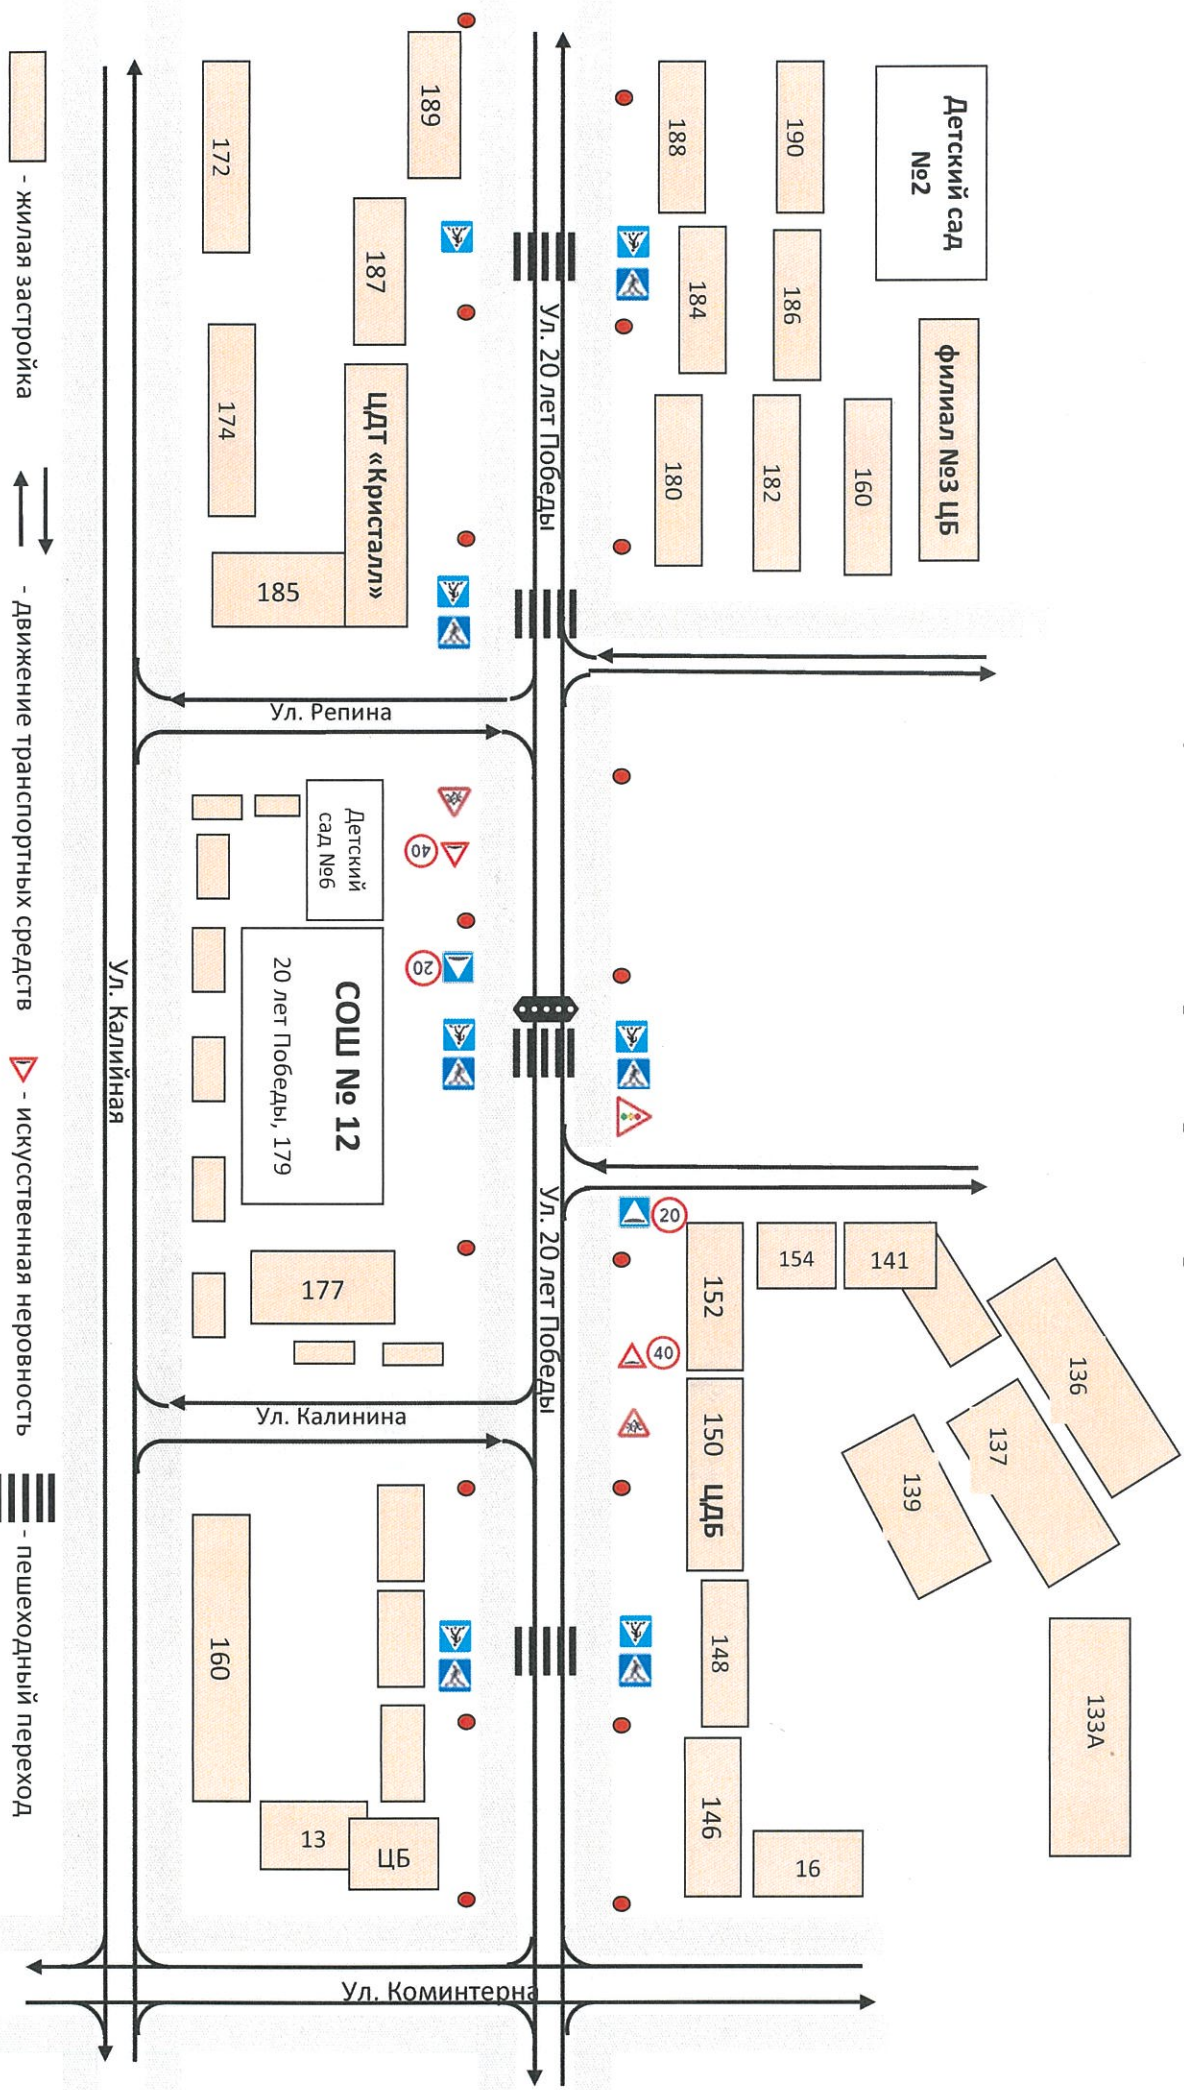 Детский сад
№2
филиал №3 ЦБ
190
186
160
188
184
182
180
189
187
ЦДТ «Кристалл»
172
174
185
Ул. 20 лет Победы
Ул. Репина
Детский
сад №6
40
20
СОШ № 12
20 лет Победы, 179
177
Ул. Калийная
Ул. 20 лет Победы
Ул. Калинина
20
40
152
154
141
136
137
139
150 ЦДБ
148
146
16
133А
160
13
ЦБ
Ул. Коминтерна
- жилая застройка
- движение транспортных средств
- искусственная неровность
- пешеходный переход